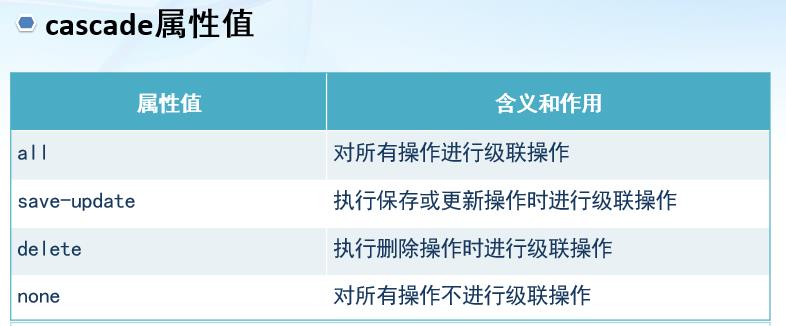 cascade属性值
属性值 含义和作用
all 对所有操作进行级联操作
save-update 执行保存或更新操作时进行级联操作
delete 执行删除操作时进行级联操作
none 对所有操作不进行级联操作